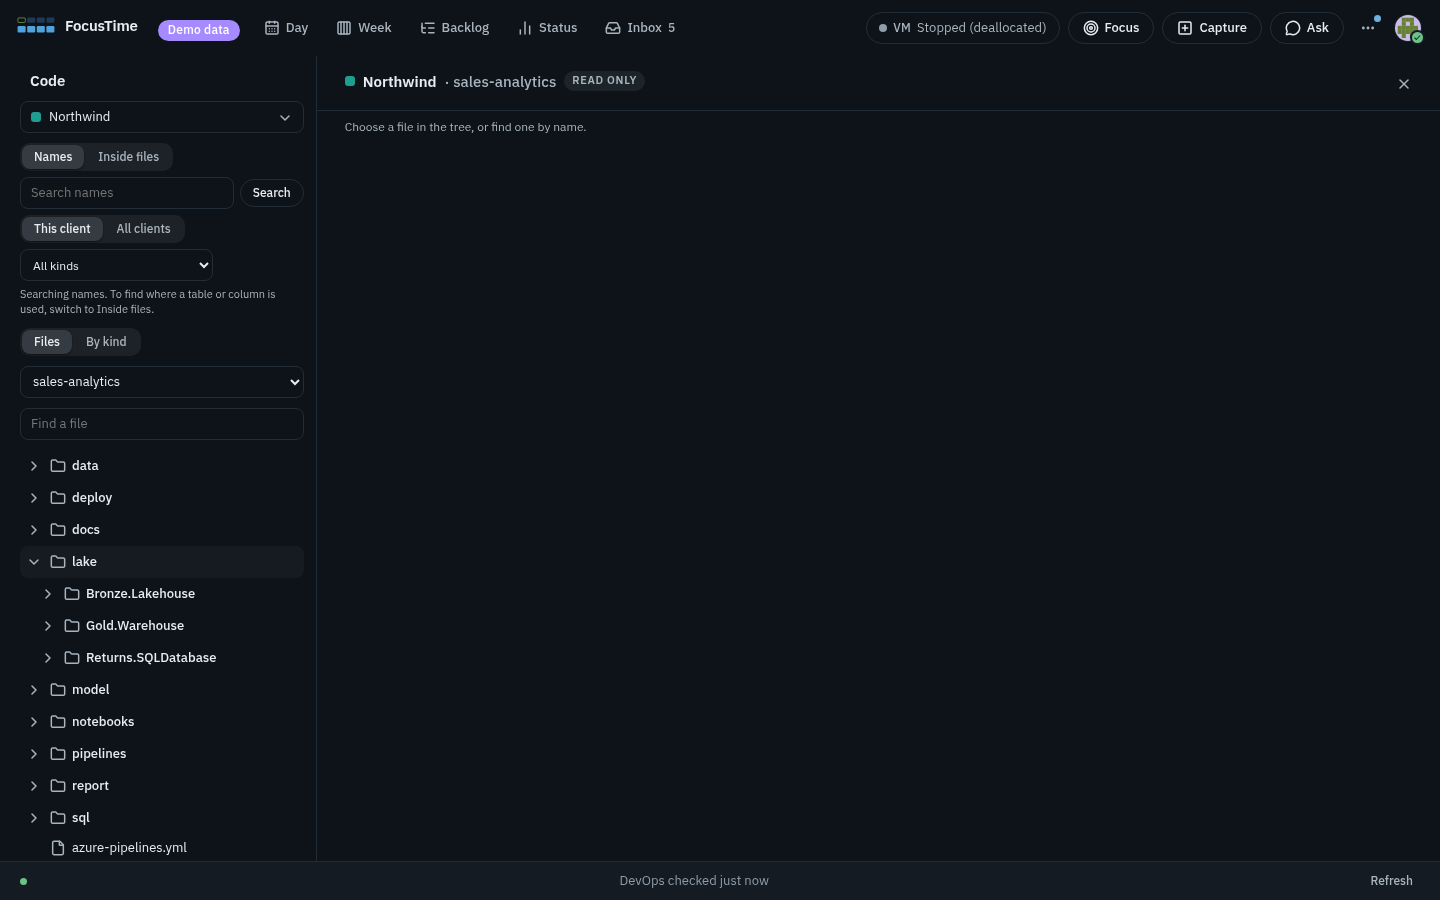 FocusTime
Demo data
Day
Week
Backlog
Status
Inbox 5
VM Stopped (deallocated)
Focus
Capture
Ask
Code
Northwind
Names
Inside files
Search names
Search
This client
All clients
All kinds
Searching names. To find where a table or column is
used, switch to Inside files.
Files
By kind
sales-analytics
Find a file
data
deploy
docs
lake
Bronze.Lakehouse
Gold.Warehouse
Returns.SQLDatabase
model
notebooks
pipelines
report
sql
azure-pipelines.yml
Northwind · sales-analytics READ ONLY
Choose a file in the tree, or find one by name.
DevOps checked just now
Refresh